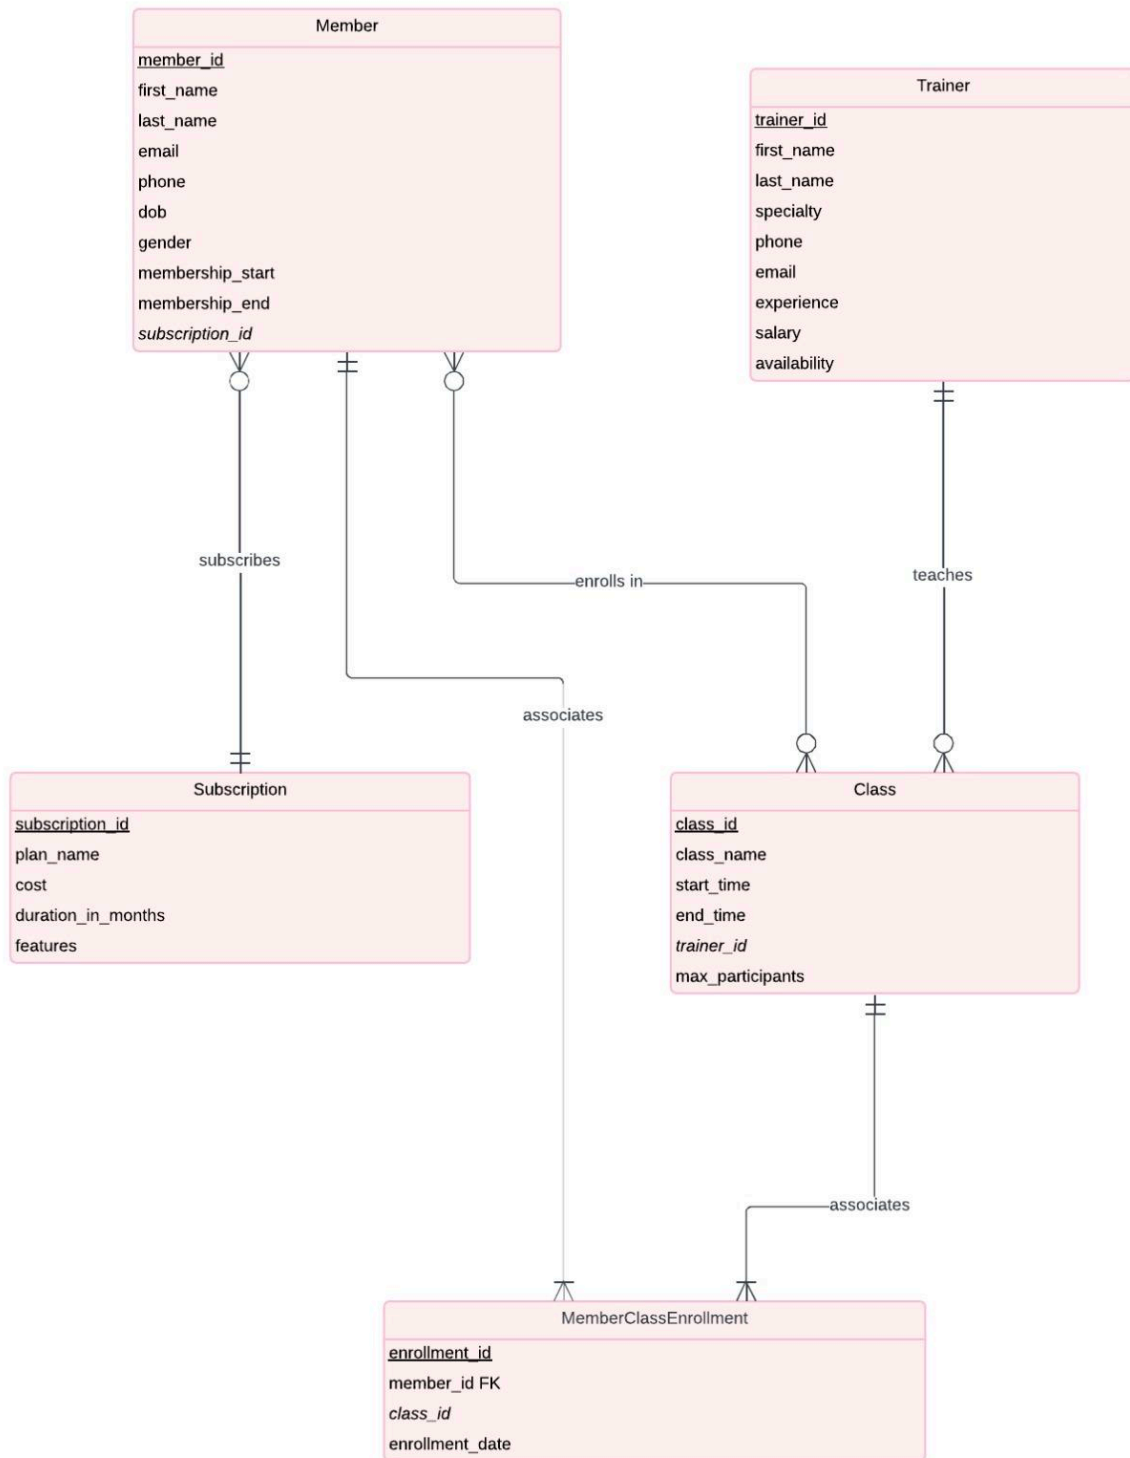 Member
member_id
first_name
last_name
email
phone
dob
gender
membership_start
membership_end
subscription_id
Trainer
trainer_id
first_name
last_name
specialty
phone
email
experience
salary
availability
subscribes
enrolls in
teaches
associates
Subscription
subscription_id
plan_name
cost
duration_in_months
features
Class
class_id
class_name
start_time
end_time
trainer_id
max_participants
associates
MemberClassEnrollment
enrollment_id
member_id FK
class_id
enrollment_date